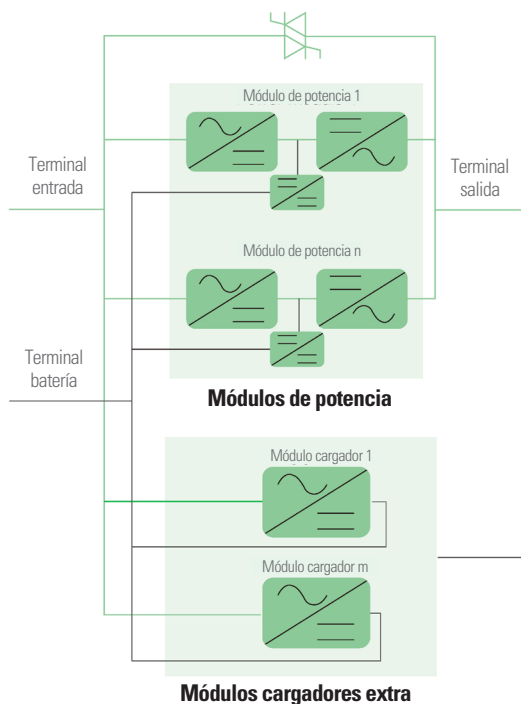 Módulo de potencia 1
Terminal
entrada
Terminal
salida
Módulo de potencia n
Terminal
batería
Módulos de potencia
Módulo cargador 1
Módulo cargador m
Módulos cargadores extra